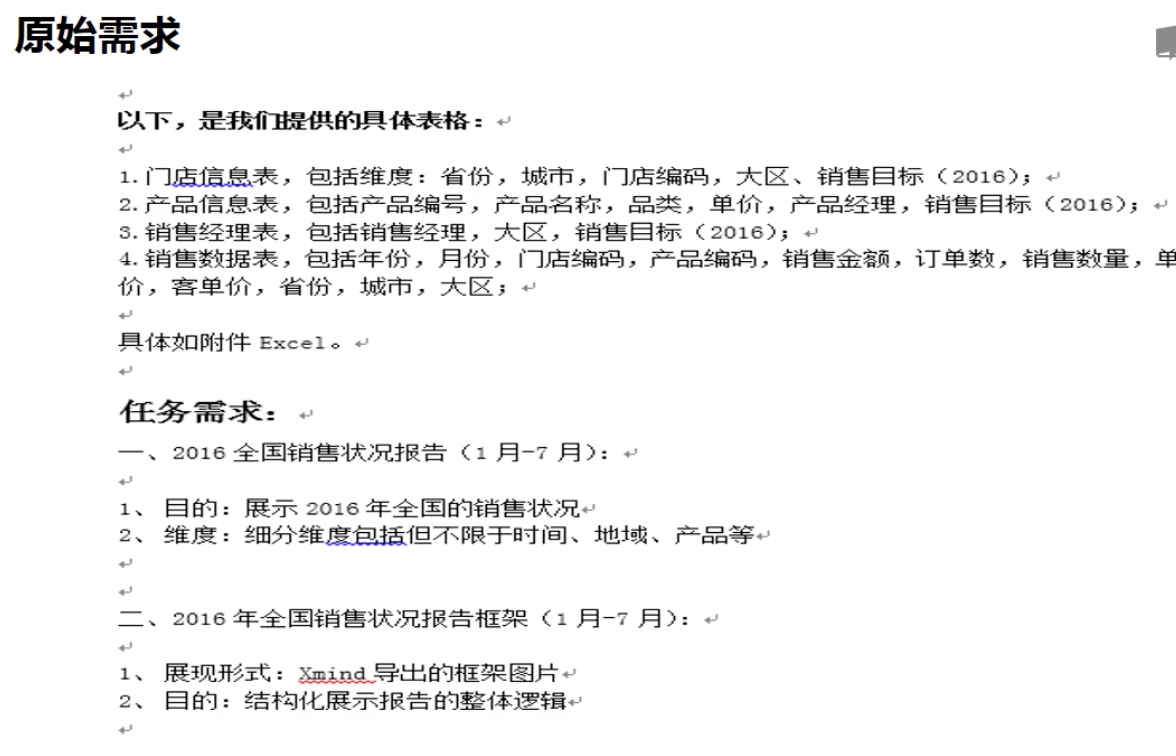 原始需求
以下，是我们提供的具体表格：
1.门店信息表，包括维度：省份，城市，门店编码，大区、销售目标（2016）；
2.产品信息表，包括产品编号，产品名称，品类，单价，产品经理，销售目标（2016）；
3.销售经理表，包括销售经理，大区，销售目标（2016）；
4.销售数据表，包括年份，月份，门店编码，产品编码，销售金额，订单数，销售数量，单
价，客单价，省份，城市，大区；
具体如附件 Excel。
任务需求：
一、2016 全国销售状况报告（1 月-7 月）：
1、 目的：展示 2016 年全国的销售状况
2、 维度：细分维度包括但不限于时间、地域、产品等
二、2016 年全国销售状况报告框架（1 月-7 月）：
1、 展现形式：Xmind 导出的框架图片
2、 目的：结构化展示报告的整体逻辑